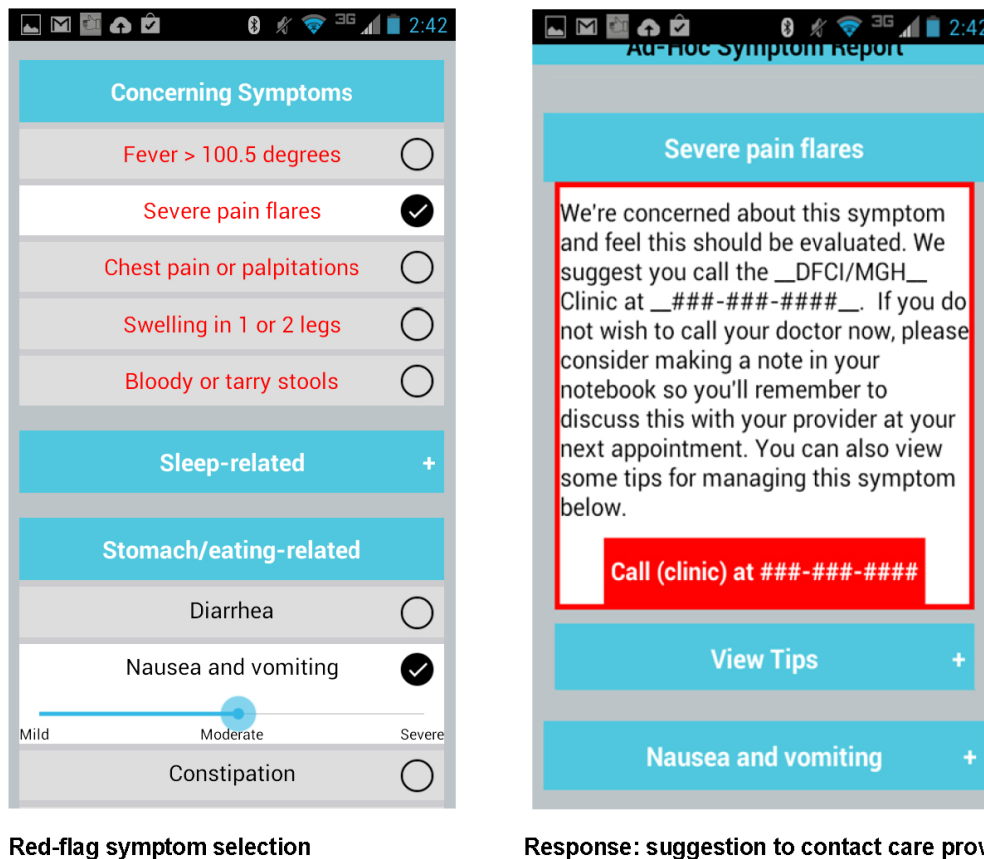 3G 2:42
Concerning Symptoms
Fever > 100.5 degrees
Severe pain flares
Chest pain or palpitations
Swelling in 1 or 2 legs
Bloody or tarry stools
Sleep-related +
Stomach/eating-related
Diarrhea
Nausea and vomiting
Mild Moderate Severe
Constipation
Red-flag symptom selection
3G 2:42
Ad-Hoc Symptom Report
Severe pain flares
We're concerned about this symptom
and feel this should be evaluated. We
suggest you call the __DFCI/MGH__
Clinic at __###-###-####__. If you do
not wish to call your doctor now, please
consider making a note in your
notebook so you'll remember to
discuss this with your provider at your
next appointment. You can also view
some tips for managing this symptom
below.
Call (clinic) at ###-###-####
View Tips +
Nausea and vomiting +
Response: suggestion to contact care prov